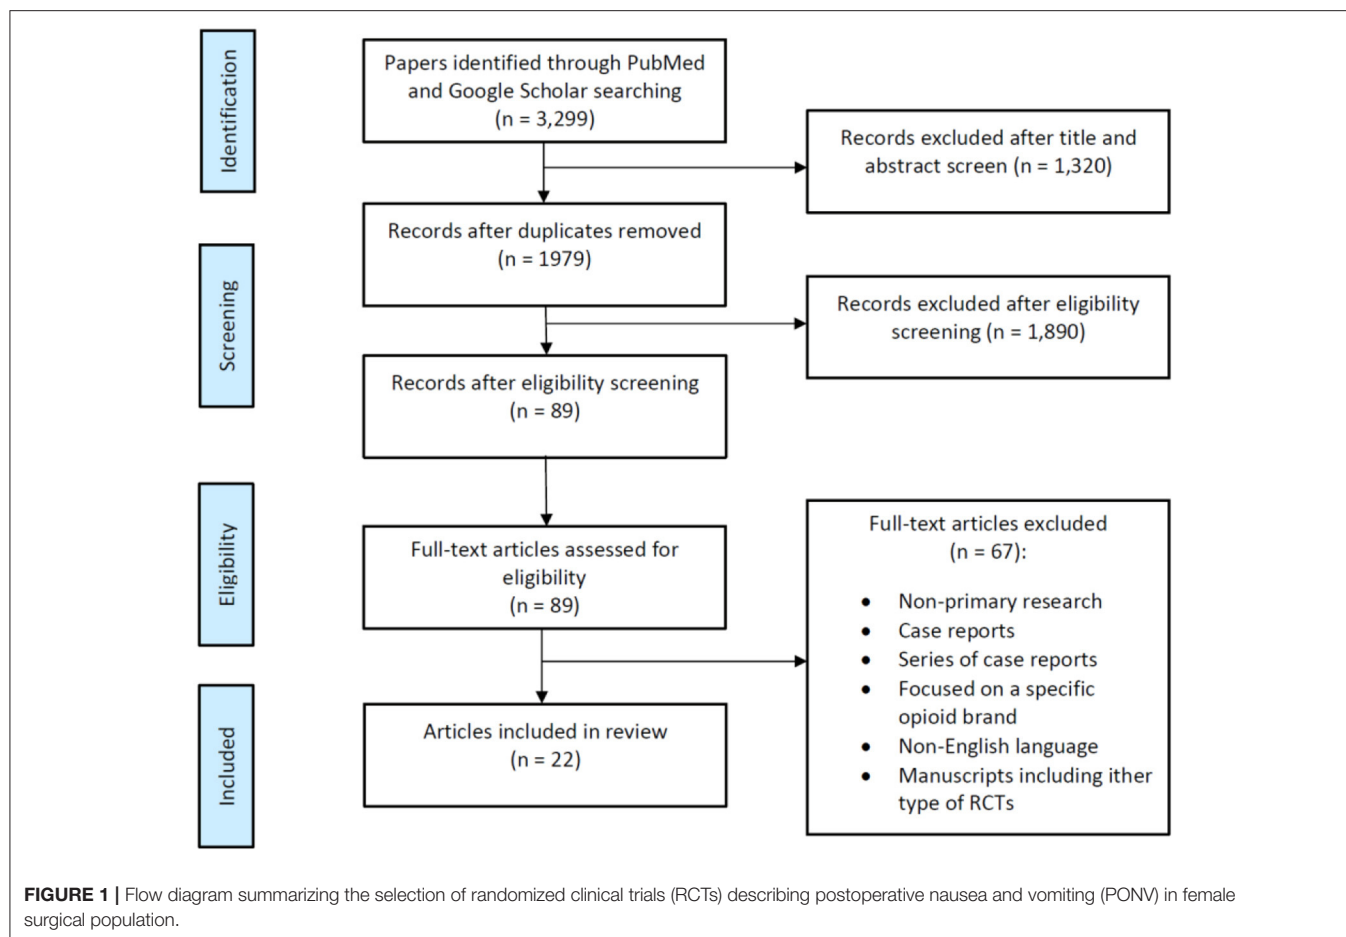 Identification
Papers identified through PubMed
and Google Scholar searching
(n = 3,299)
Records excluded after title and
abstract screen (n = 1,320)
Records after duplicates removed
(n = 1979)
Screening
Records excluded after eligibility
screening (n = 1,890)
Records after eligibility screening
(n = 89)
Eligibility
Full-text articles assessed for
eligibility
(n = 89)
Full-text articles excluded
(n = 67):
• Non-primary research
• Case reports
• Series of case reports
• Focused on a specific
opioid brand
• Non-English language
• Manuscripts including ither
type of RCTs
Included
Articles included in review
(n = 22)
FIGURE 1 | Flow diagram summarizing the selection of randomized clinical trials (RCTs) describing postoperative nausea and vomiting (PONV) in female
surgical population.